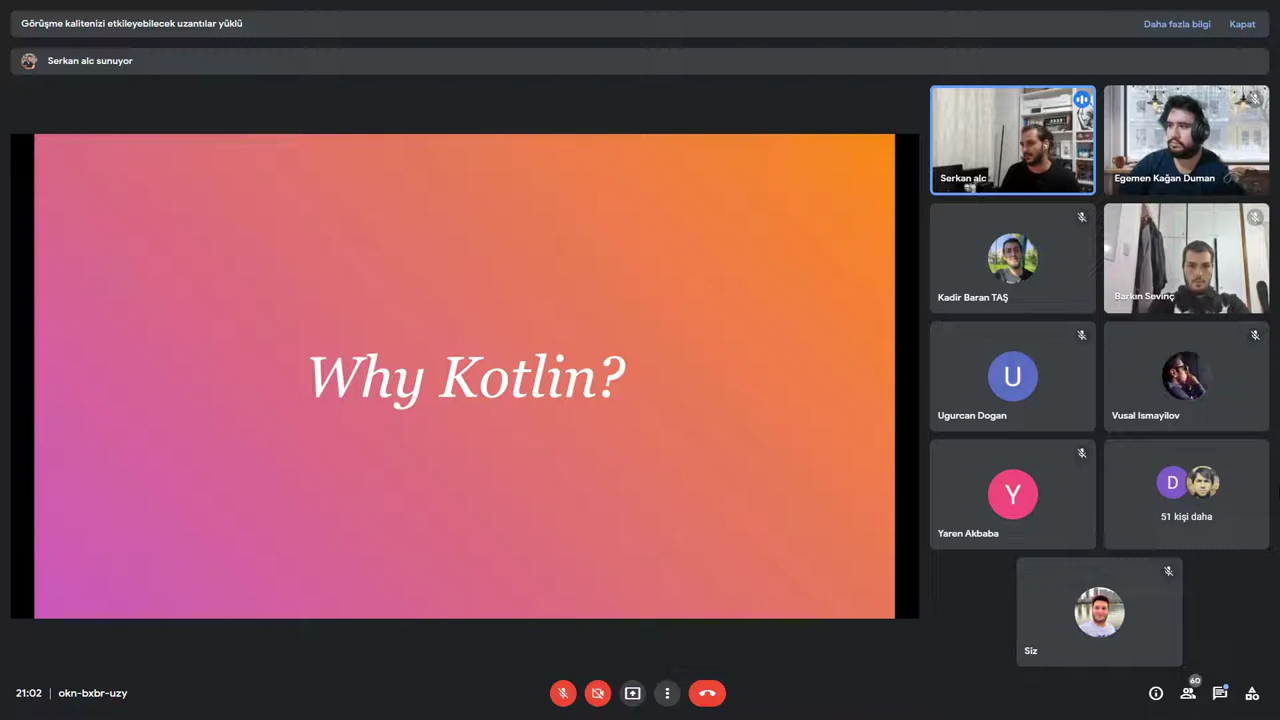 Görüşme kalitenizi etkileyebilecek uzantılar yüklü
Daha fazla bilgi
Kapat
Serkan alc sunuyor
Why Kotlin?
Serkan alc
Egemen Kağan Duman
Kadir Baran TAŞ
Barkın Sevinç
U
Ugurcan Dogan
Vusal Ismayilov
Y
Yaren Akbaba
D
51 kişi daha
Siz
21:02 | okn-bxbr-uzy
60